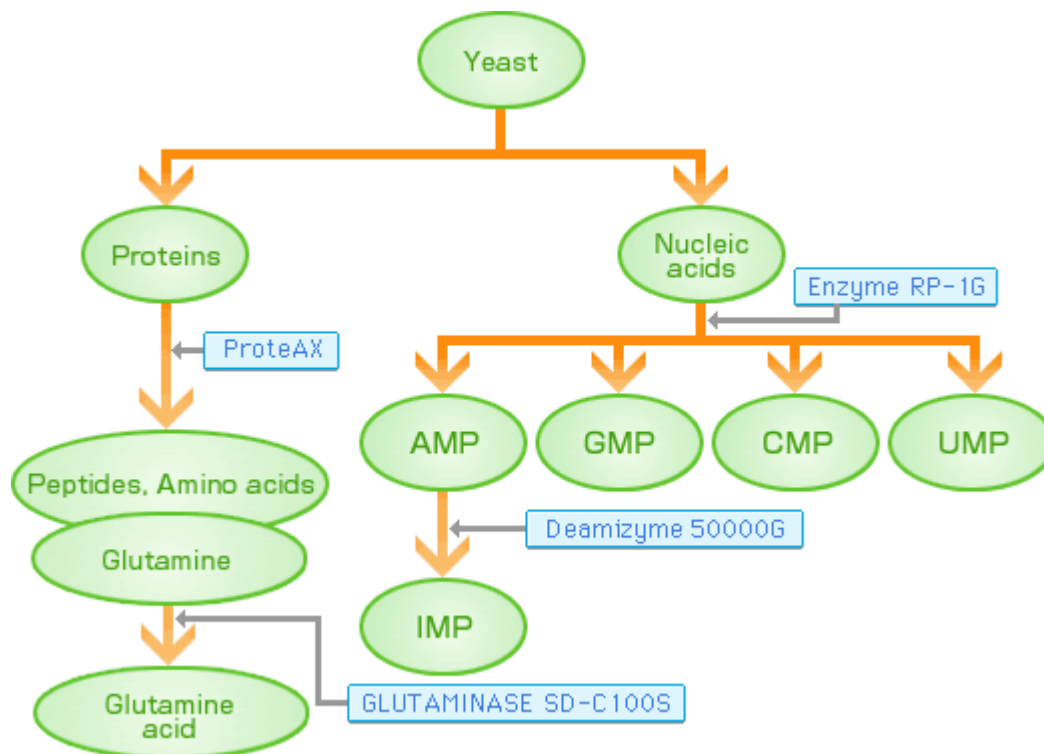 Yeast
Proteins
Nucleic
acids
Enzyme RP-1G
ProteAX
AMP
GMP
CMP
UMP
Peptides, Amino acids
Glutamine
Deamizyme 50000G
IMP
GLUTAMINASE SD-C100S
Glutamine
acid